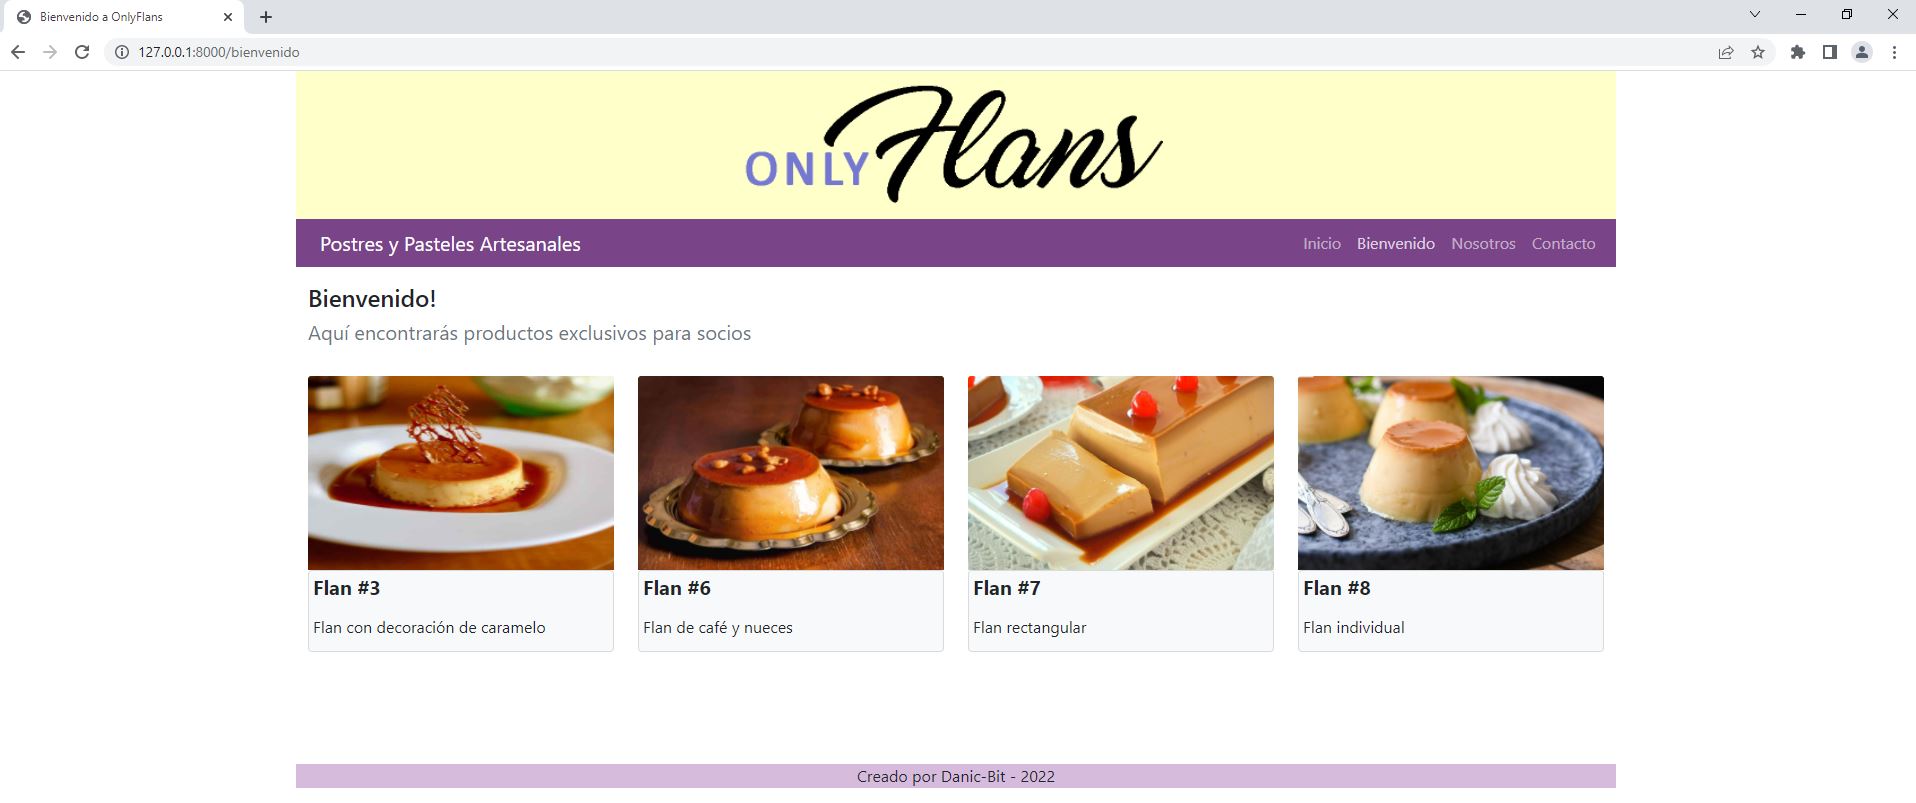 Bienvenido a OnlyFlans
127.0.0.1:8000/bienvenido
ONLY Flans
Postres y Pasteles Artesanales
Inicio Bienvenido Nosotros Contacto
Bienvenido!
Aquí encontrarás productos exclusivos para socios
Flan #3
Flan con decoración de caramelo
Flan #6
Flan de café y nueces
Flan #7
Flan rectangular
Flan #8
Flan individual
Creado por Danic-Bit - 2022